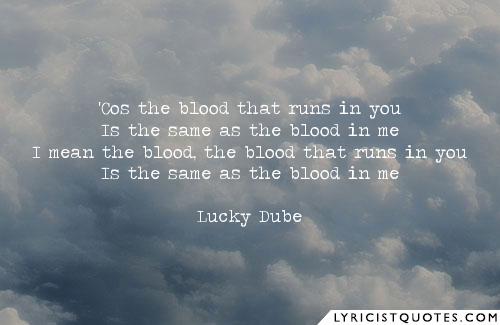 'Cos the blood that runs in you
Is the same as the blood in me
I mean the blood, the blood that runs in you
Is the same as the blood in me
Lucky Dube
LYRICISTQUOTES.COM